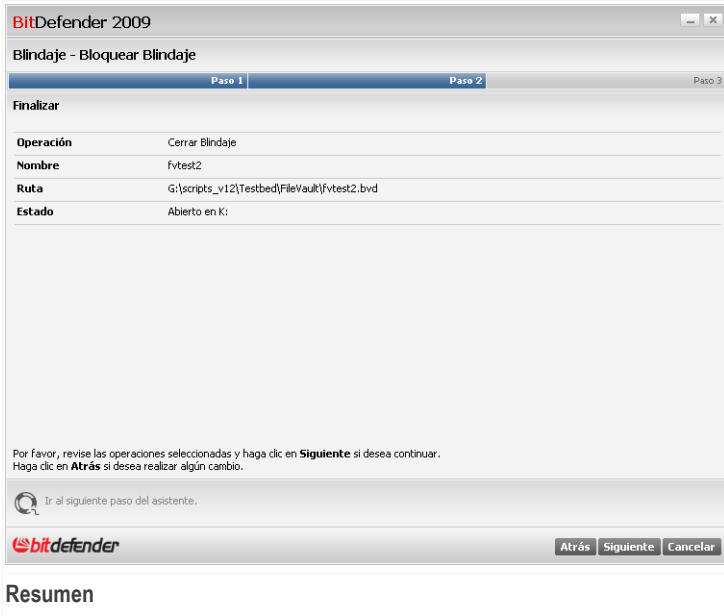 BitDefender 2009
Blindaje - Bloquear Blindaje
Paso 1 Paso 2 Paso 3
Finalizar
Operación Cerrar Blindaje
Nombre fvtest2
Ruta G:\scripts_v12\Testbed\FileVault\fvtest2.bvd
Estado Abierto en K:
Por favor, revise las operaciones seleccionadas y haga clic en Siguiente si desea continuar.
Haga clic en Atrás si desea realizar algún cambio.
Ir al siguiente paso del asistente.
bitdefender
Atrás Siguiente Cancelar
Resumen